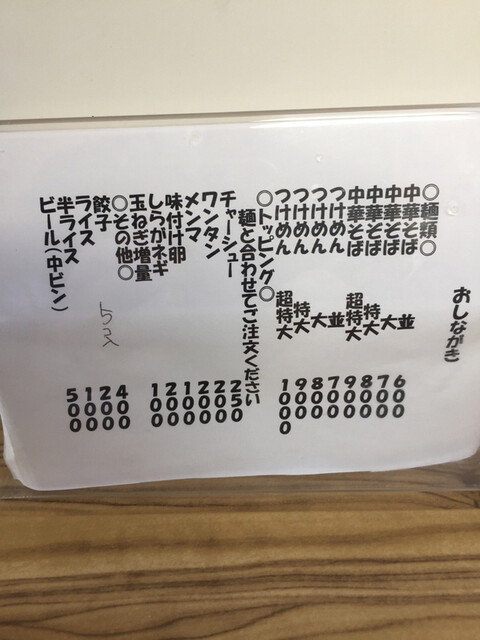 おしながき
○麺類○
中華そば 並 600
中華そば 大 700
中華そば 特大 800
中華そば 超特大 900
つけめん 並 700
つけめん 大 800
つけめん 特大 900
つけめん 超特大 1000
○トッピング○
麺と合わせてご注文ください
チャーシュー 250
ワンタン 200
メンマ 200
味付け卵 100
しらがネギ 200
玉ねぎ増量 100
○その他○
餃子 5コ 400
ライス 200
半ライス 100
ビール(中ビン) 500